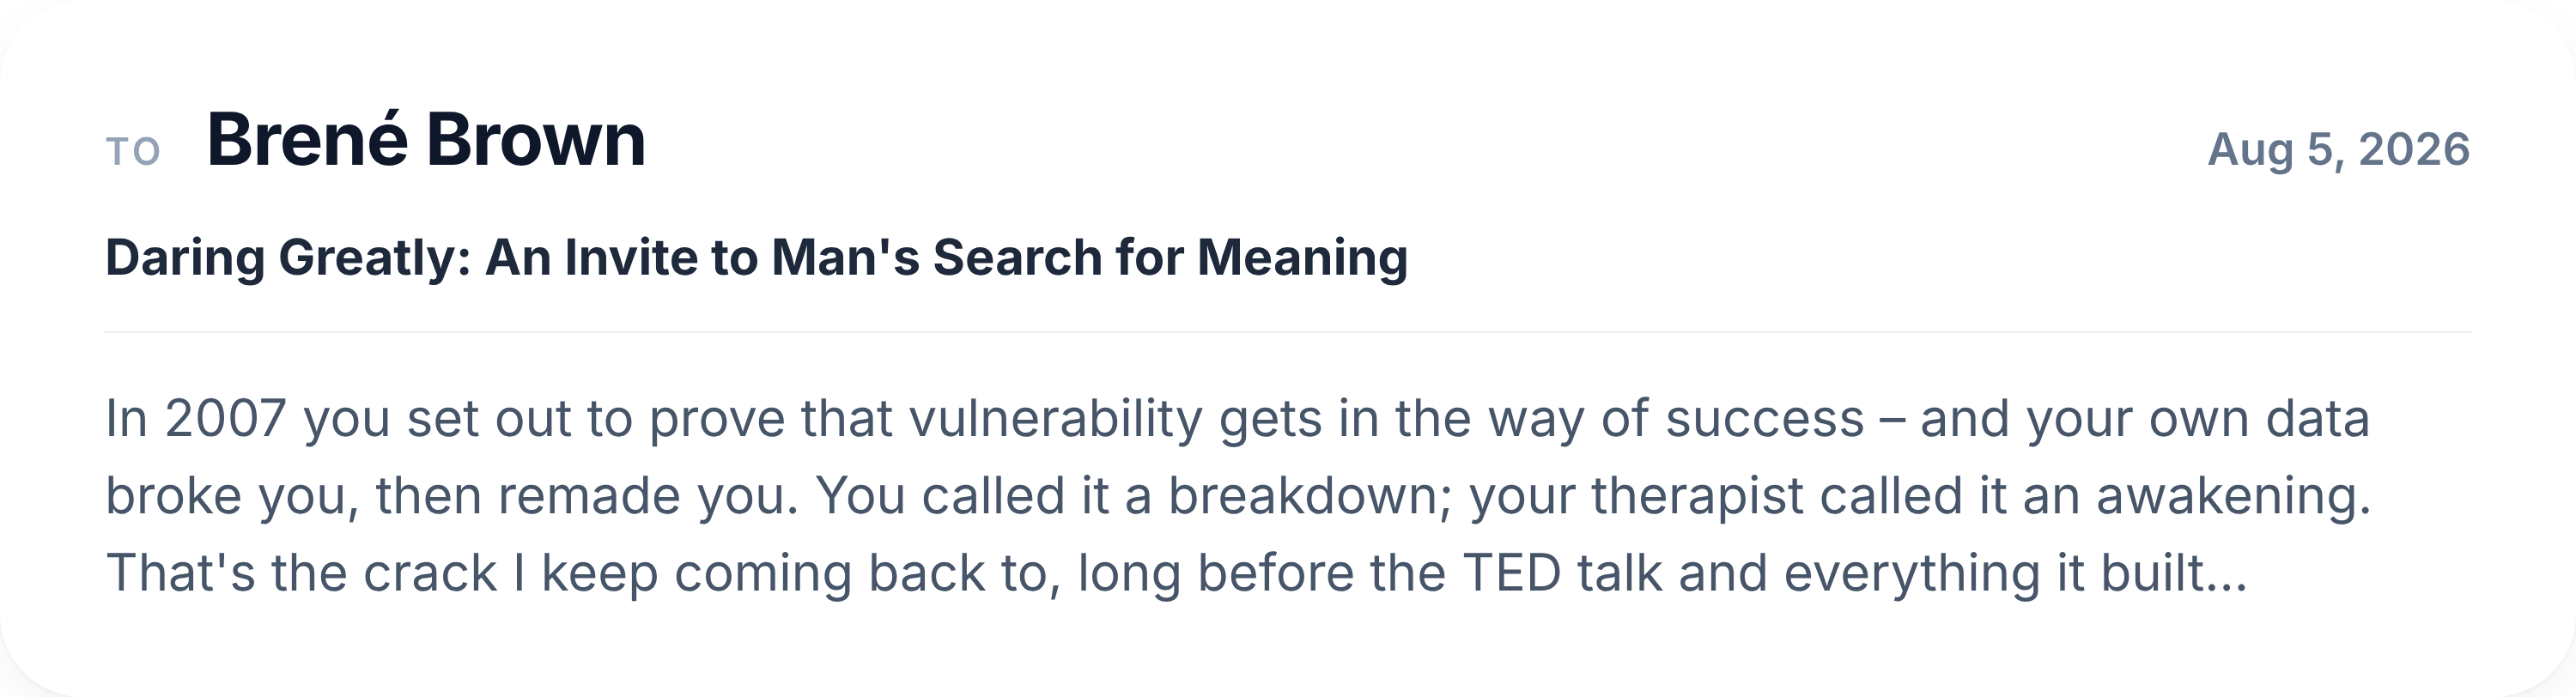 TO Brené Brown Aug 5, 2026
Daring Greatly: An Invite to Man's Search for Meaning
In 2007 you set out to prove that vulnerability gets in the way of success – and your own data
broke you, then remade you. You called it a breakdown; your therapist called it an awakening.
That's the crack I keep coming back to, long before the TED talk and everything it built...